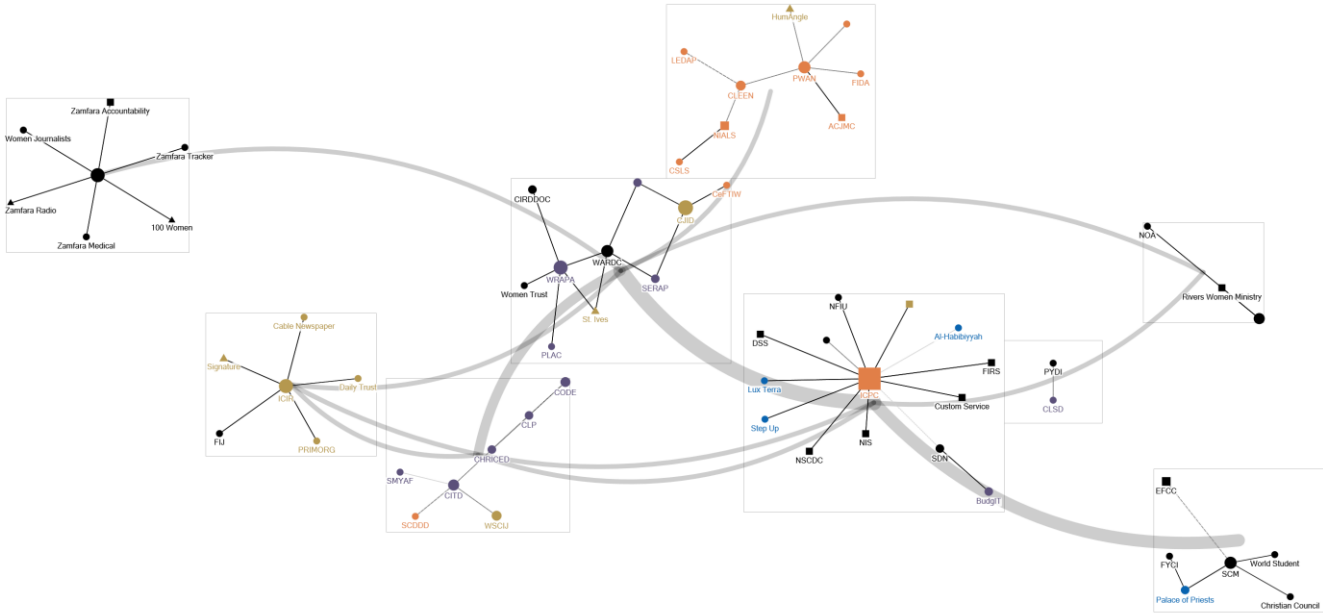 HumAngle
LEDAP
PWAN
FIDA
CLEEN
ACJMC
NIALS
CSLS
Zamfara Accountability
Women Journalists
Zamfara Tracker
Zamfara Radio
100 Women
Zamfara Medical
CIRDDOC
Cer TIW
CJID
WARDC
WRAPA
SERAP
Women Trust
St. Ives
PLAC
NOA
Rivers Women Ministry
NFIU
Al-Habibiyyah
DSS
FIRS
Lux Terra
ICPC
Custom Service
Step Up
NIS
NSCDC
SDN
BudgIT
PYDI
CLSD
Cable Newspaper
Signature
Daily Trust
ICIR
FIJ
PRIMORG
CODE
CLP
CHRICED
SMYAF
CITD
SCDDD
WSCIJ
EFCC
FYCI
World Student
SCM
Palace of Priests
Christian Council